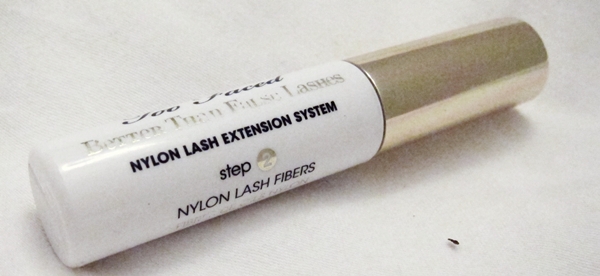 Too Faced
Better Than False Lashes
NYLON LASH EXTENSION SYSTEM
step 2
NYLON LASH FIBERS